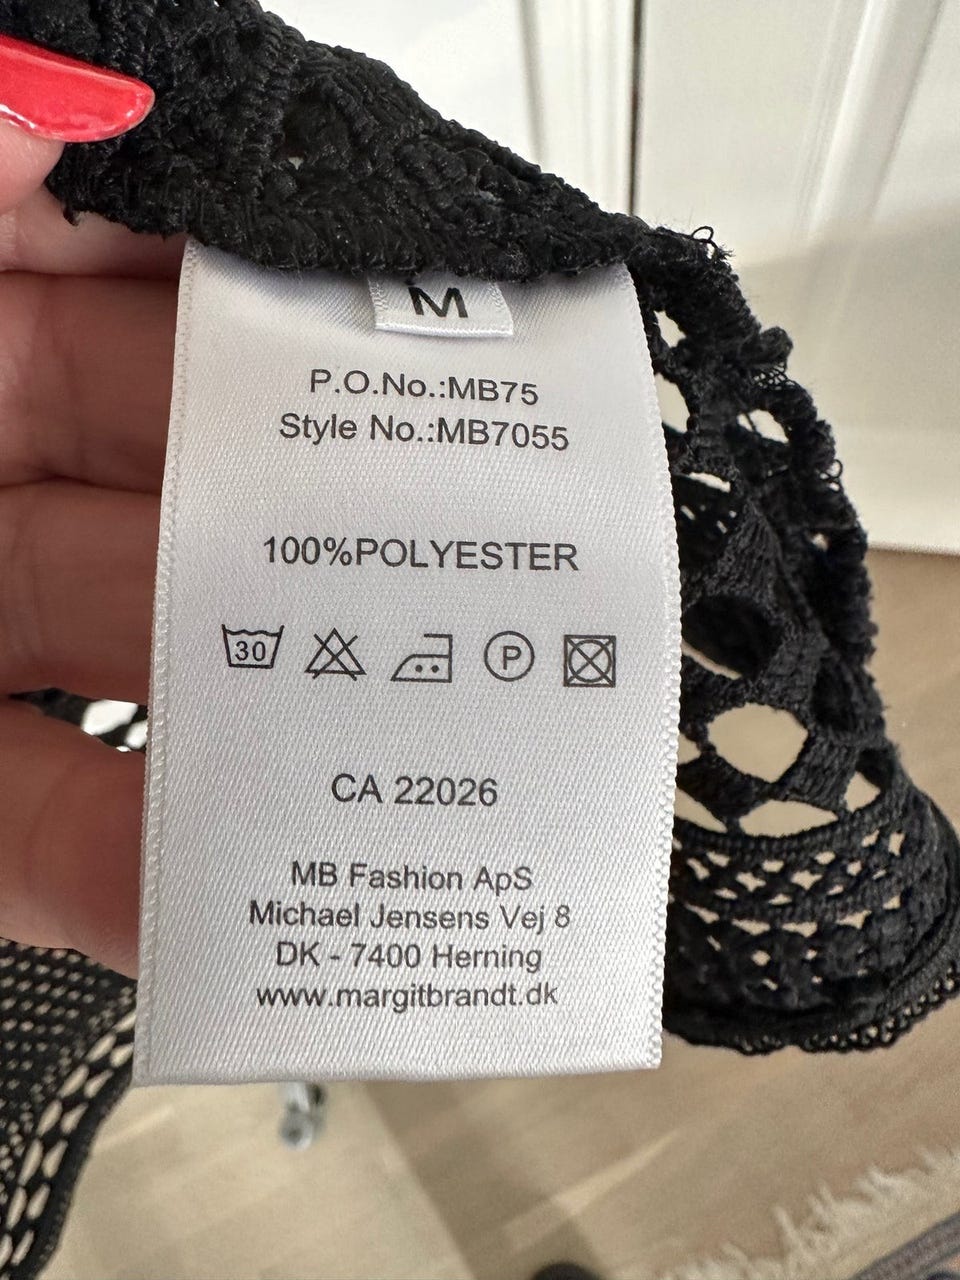 M
P.O.No.:MB75
Style No.:MB7055
100%POLYESTER
30
P
CA 22026
MB Fashion ApS
Michael Jensens Vej 8
DK - 7400 Herning
www.margitbrandt.dk